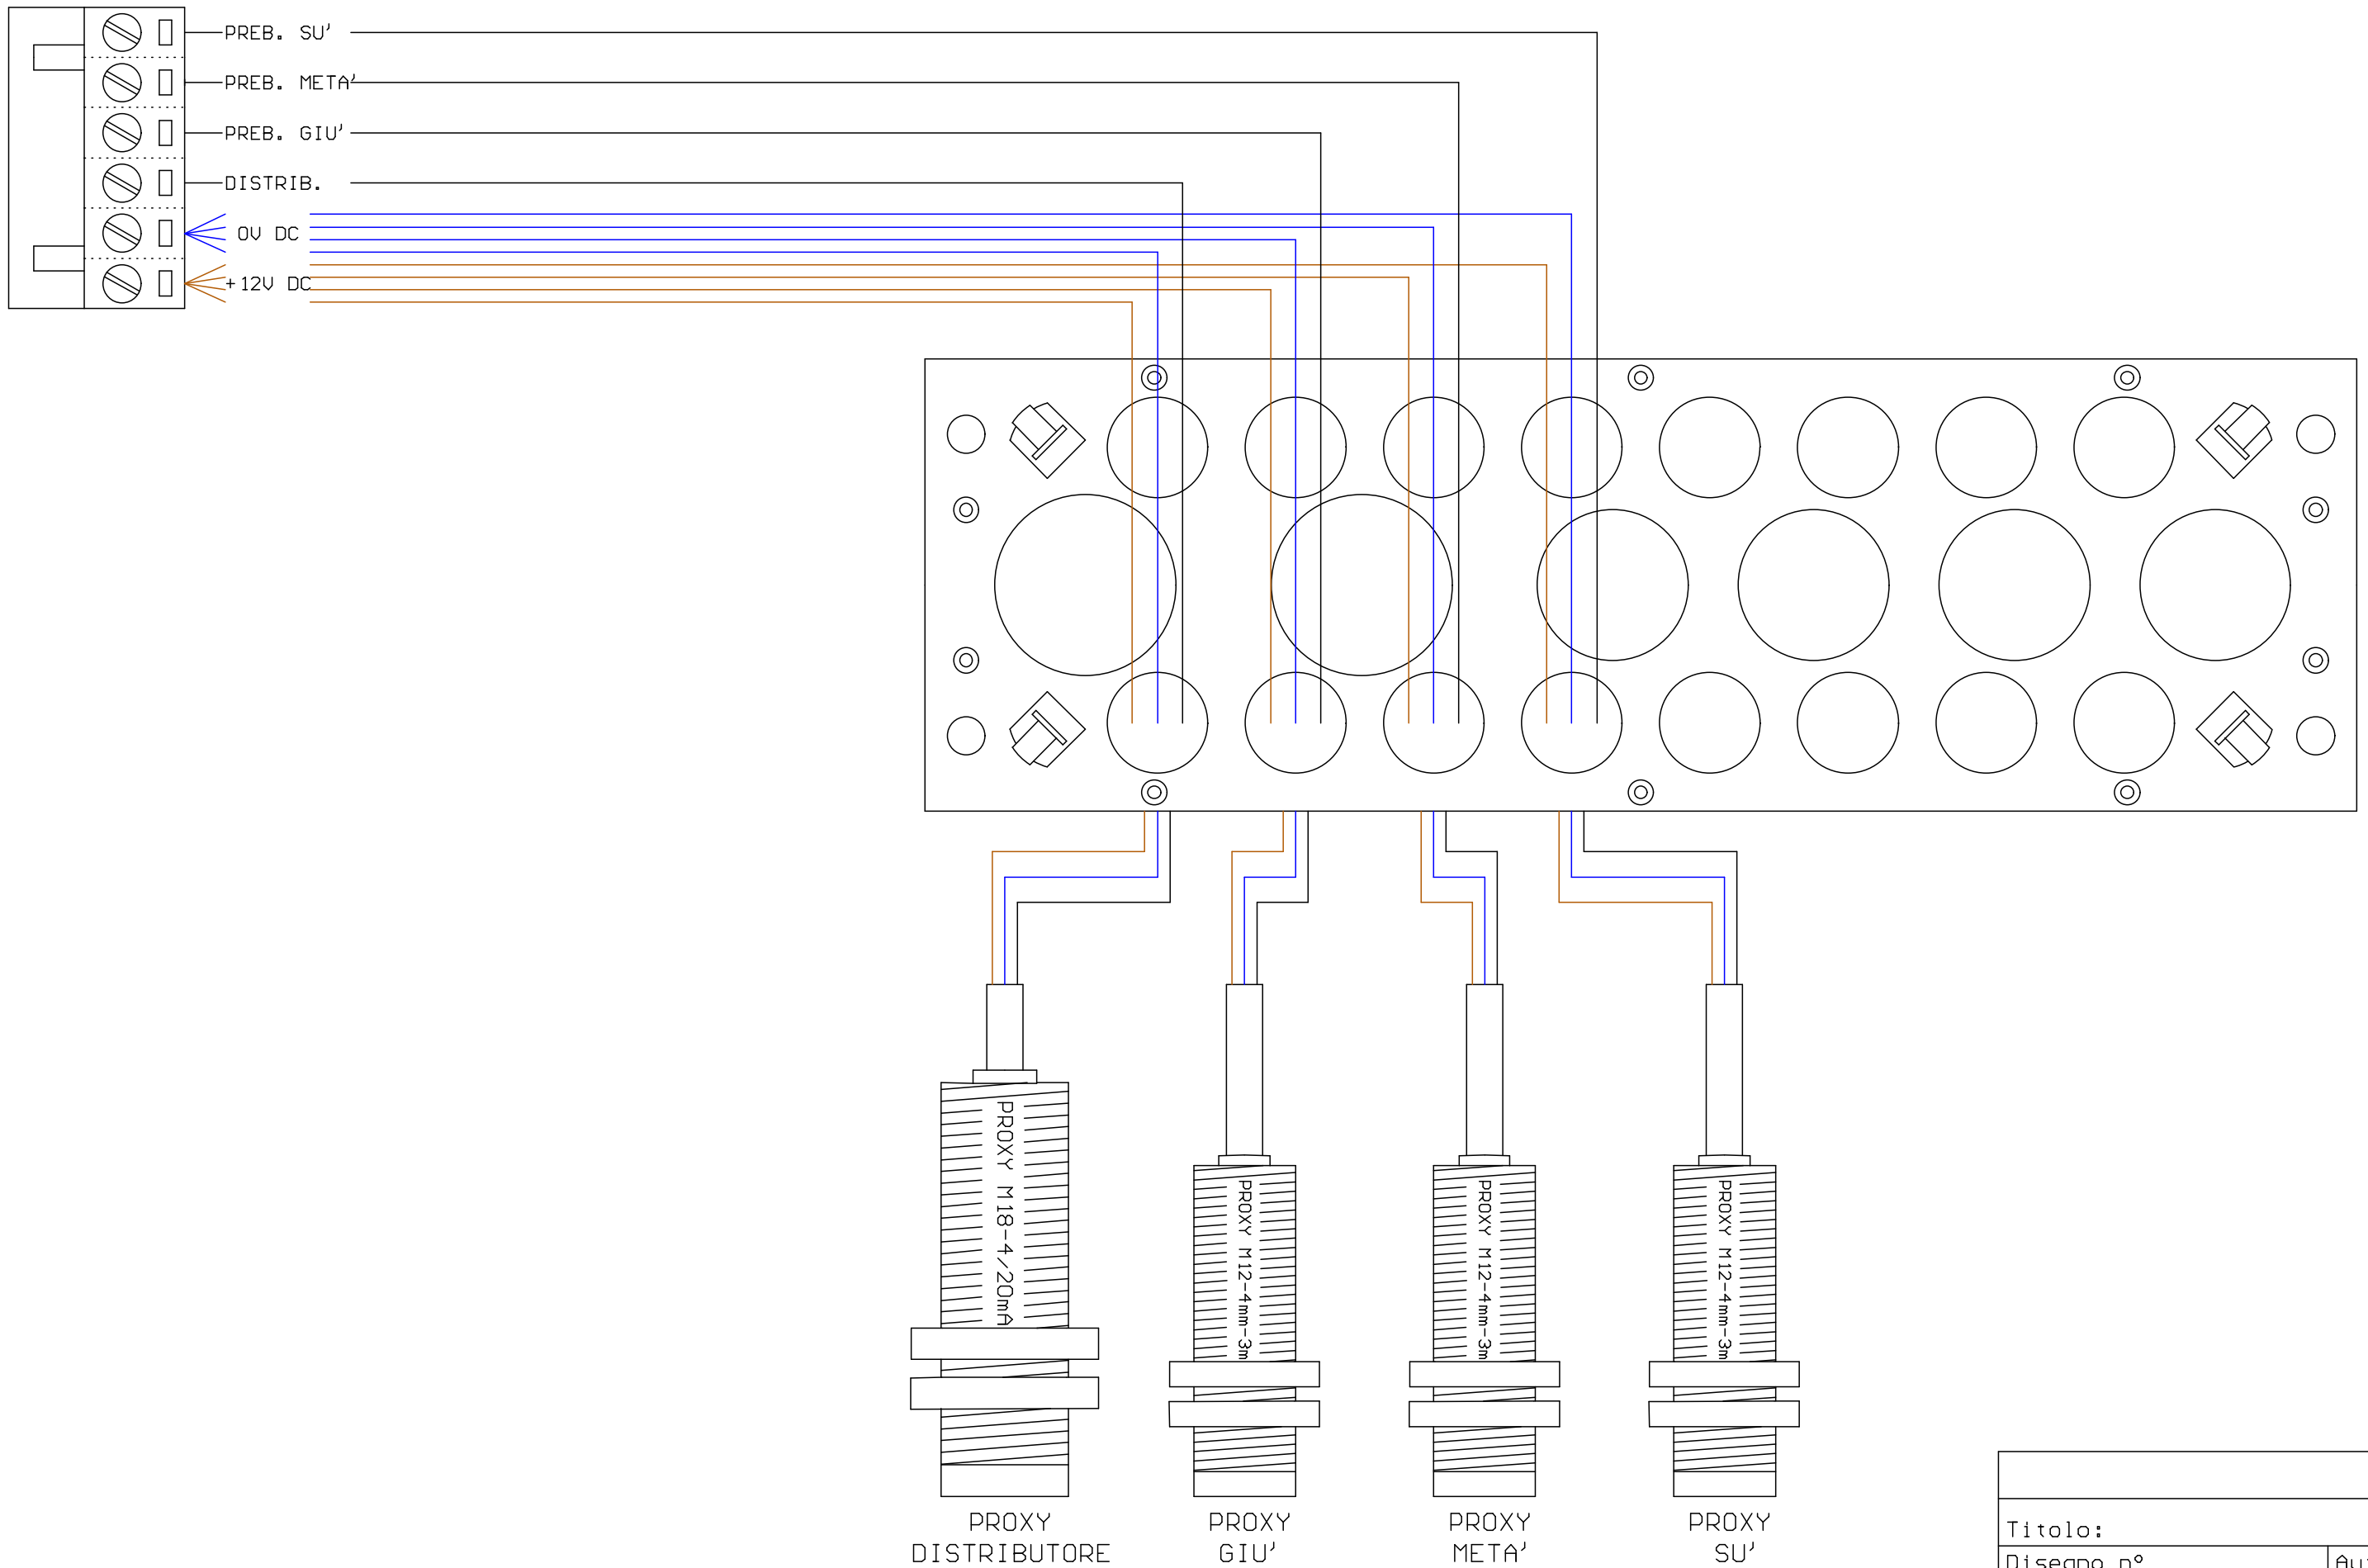 PREB. SU'
PREB. META'
PREB. GIU'
DISTRIB.
0V DC
+12V DC
PROXY M18-4/20mA
PROXY M12-4mm-3m
PROXY M12-4mm-3m
PROXY M12-4mm-3m
PROXY
DISTRIBUTORE
PROXY
GIU'
PROXY
META'
PROXY
SU'
Titolo:
Disegno n°